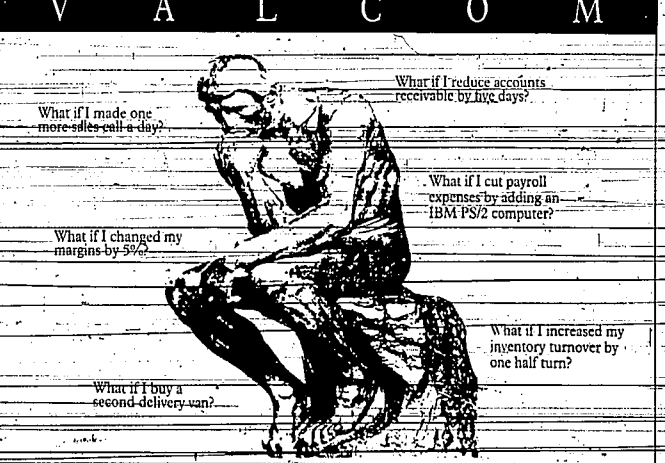 V A L C O M
What if I reduce accounts
receivable by five days?
What if I made one
more sales call a day?
What if I cut payroll
expenses by adding an
IBM PS/2 computer?
What if I changed my
margins by 5%?
What if I increased my
inventory turnover by
one half turn?
What if I buy a
second delivery van?